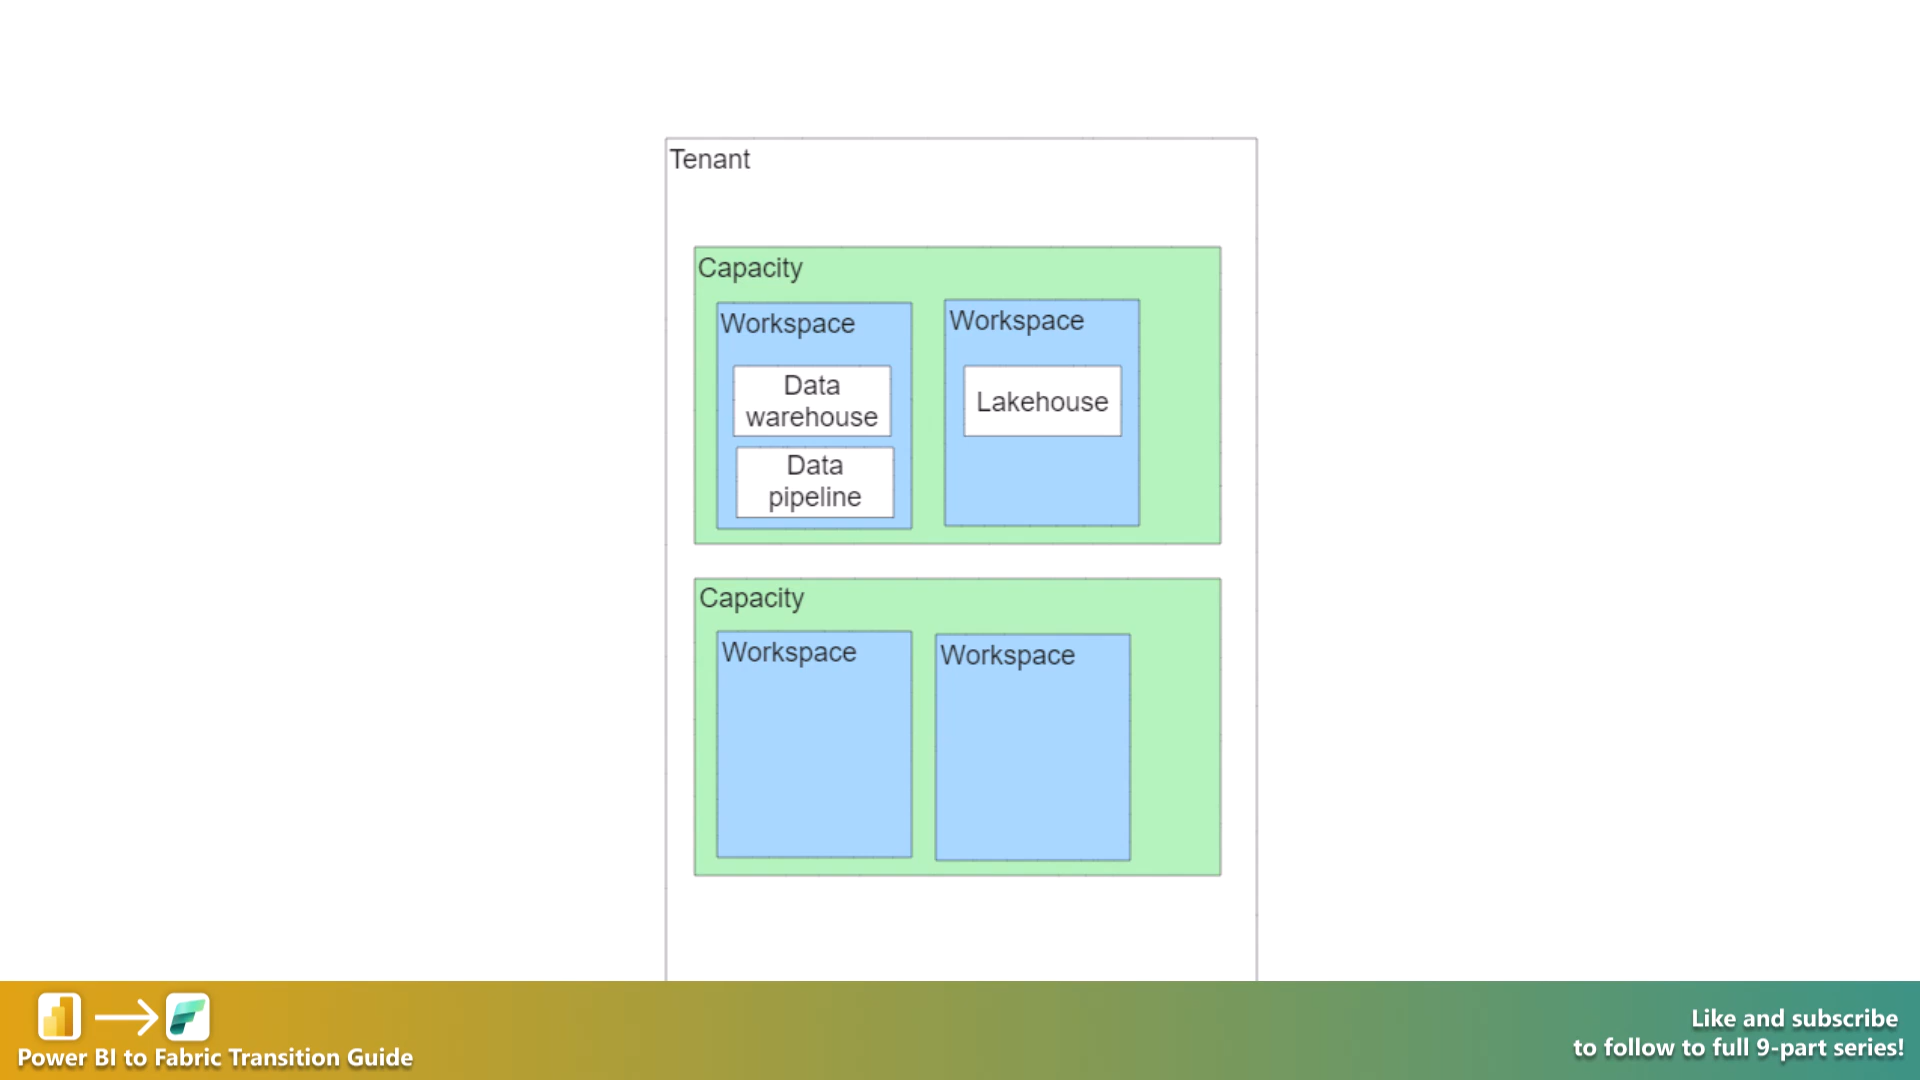 Tenant
Capacity
Workspace
Data
warehouse
Data
pipeline
Workspace
Lakehouse
Capacity
Workspace
Workspace
Power BI to Fabric Transition Guide
Like and subscribe
to follow to full 9-part series!